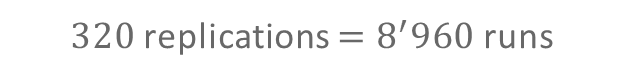 320 replications = 8′960 runs